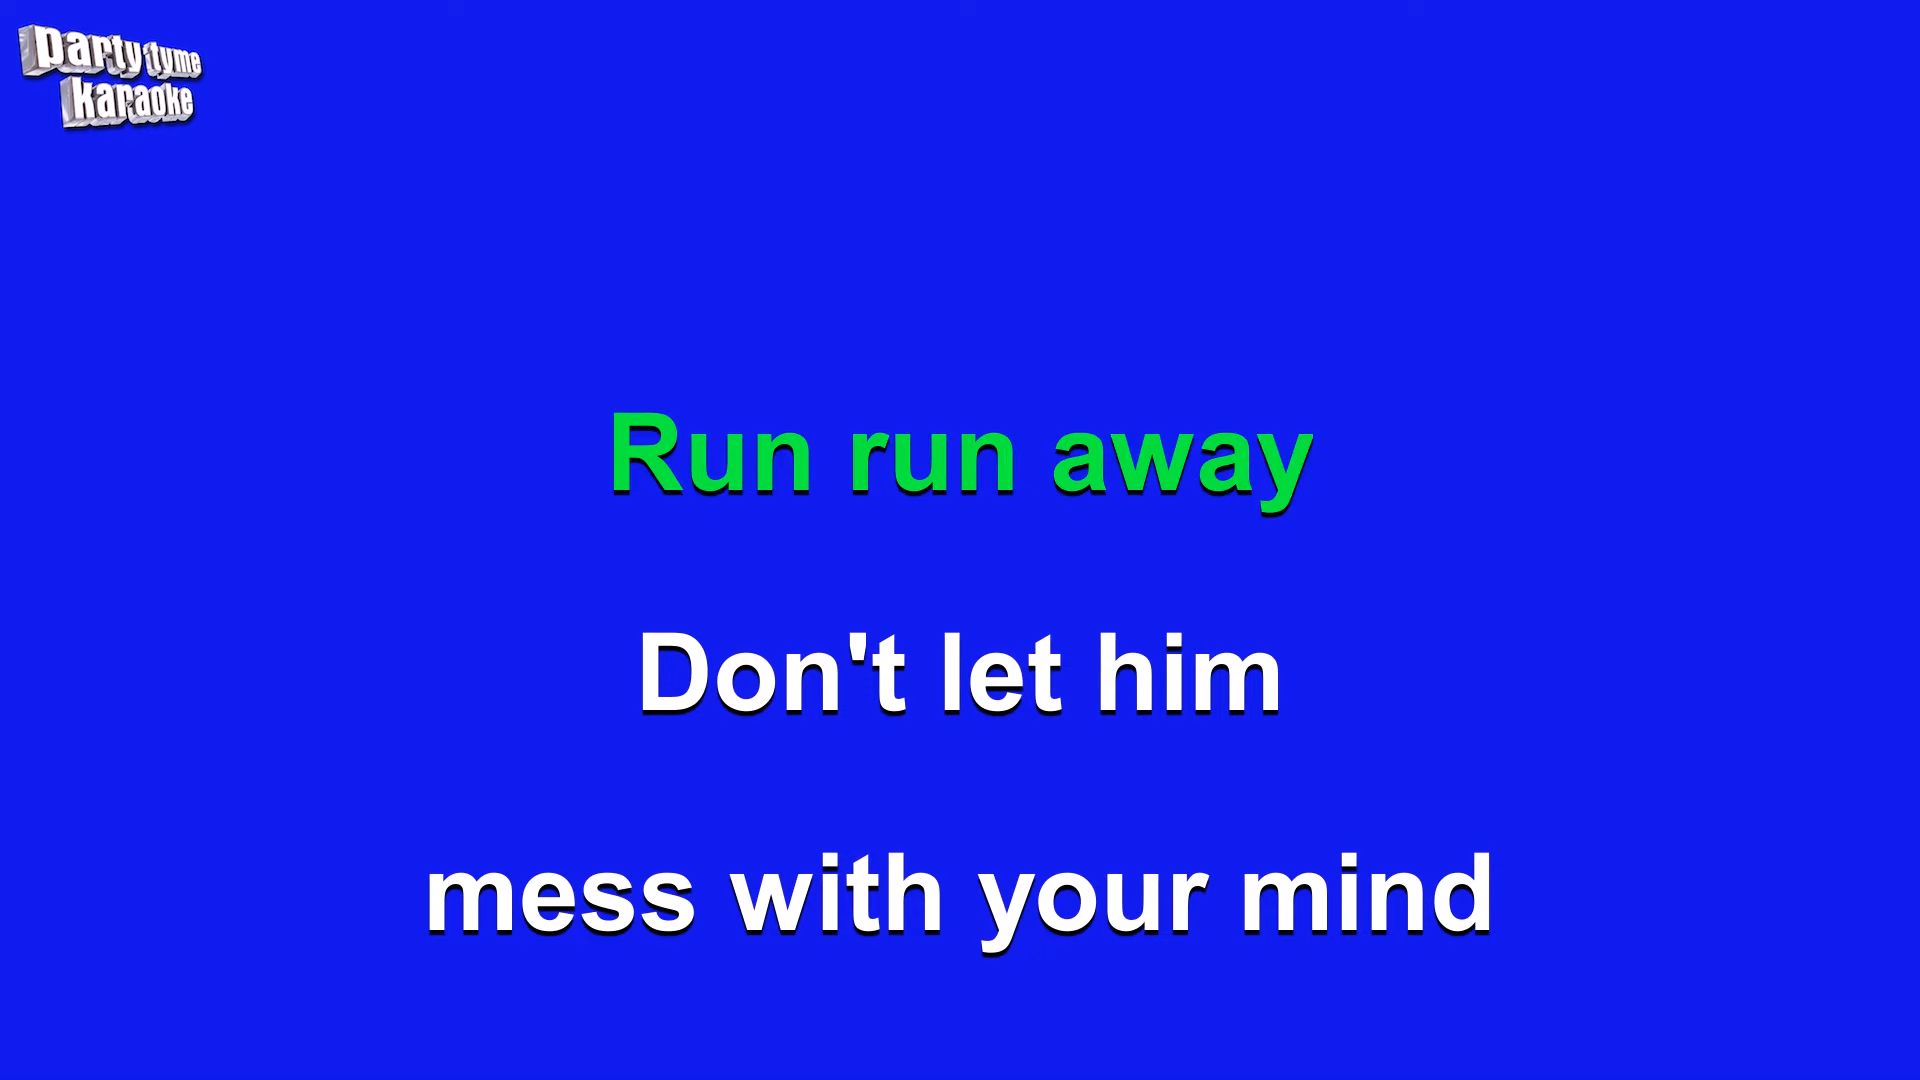 party tyme
karaoke
Run run away
Don't let him
mess with your mind